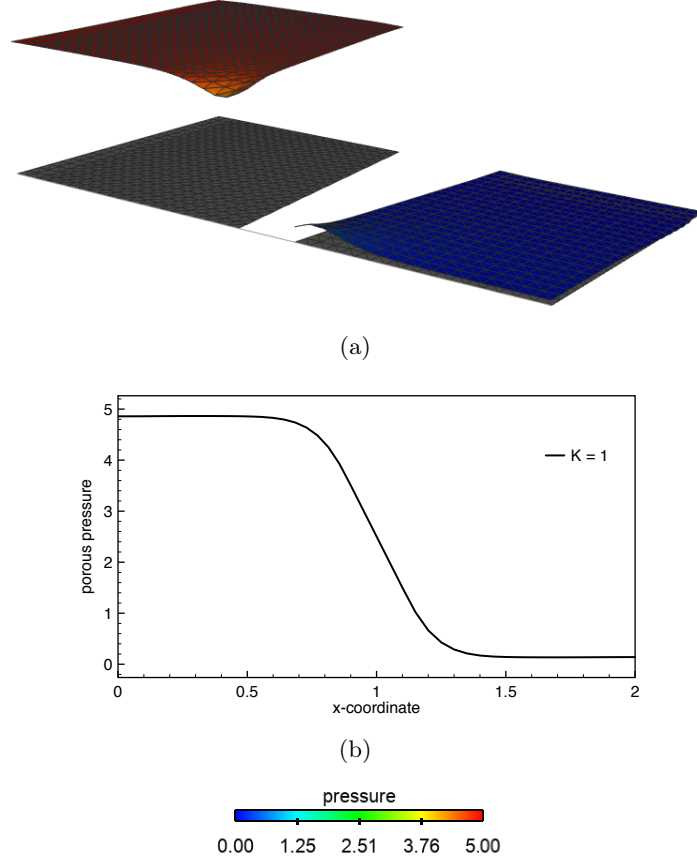 (a)
5
4
3
2
1
0
porous pressure
K = 1
0
0.5
1
1.5
2
x-coordinate
(b)
pressure
0.00 1.25 2.51 3.76 5.00